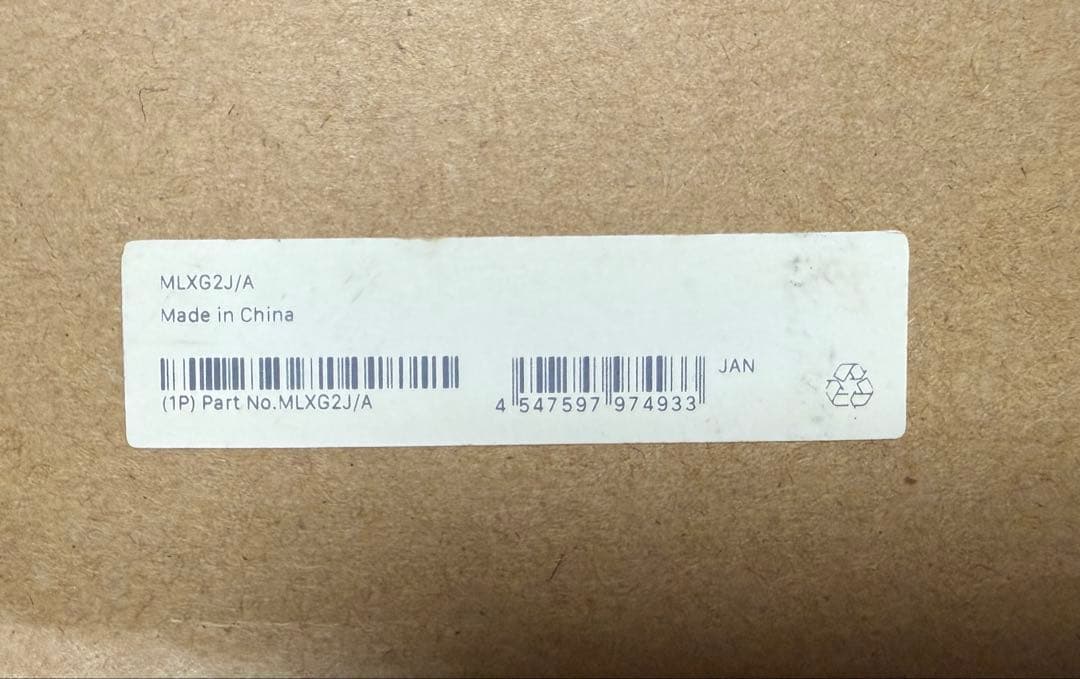 MLXG2J/A
Made in China
(1P) Part No.MLXG2J/A
4 547597 974933
JAN